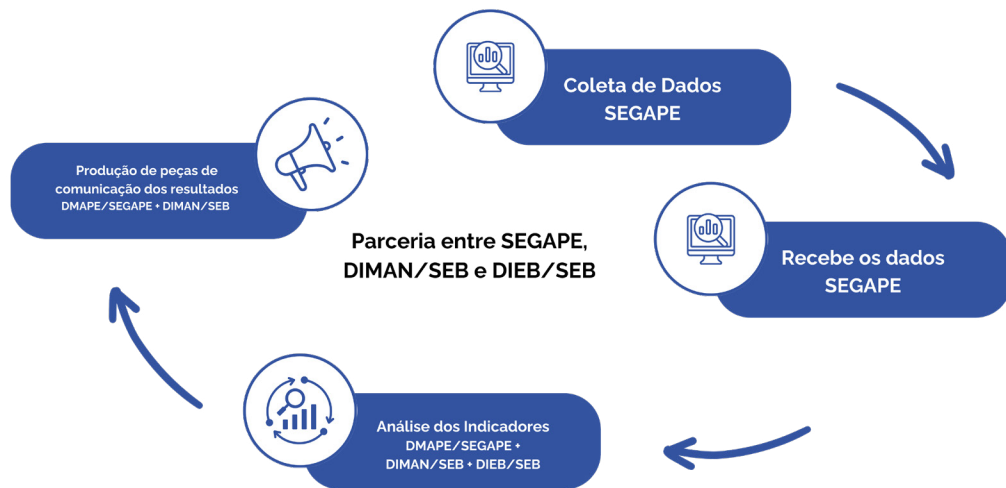 Coleta de Dados
SEGAPE
Recebe os dados
SEGAPE
Análise dos Indicadores
DMAPE/SEGAPE +
DIMAN/SEB + DIEB/SEB
Produção de peças de
comunicação dos resultados
DMAPE/SEGAPE + DIMAN/SEB
Parceria entre SEGAPE,
DIMAN/SEB e DIEB/SEB